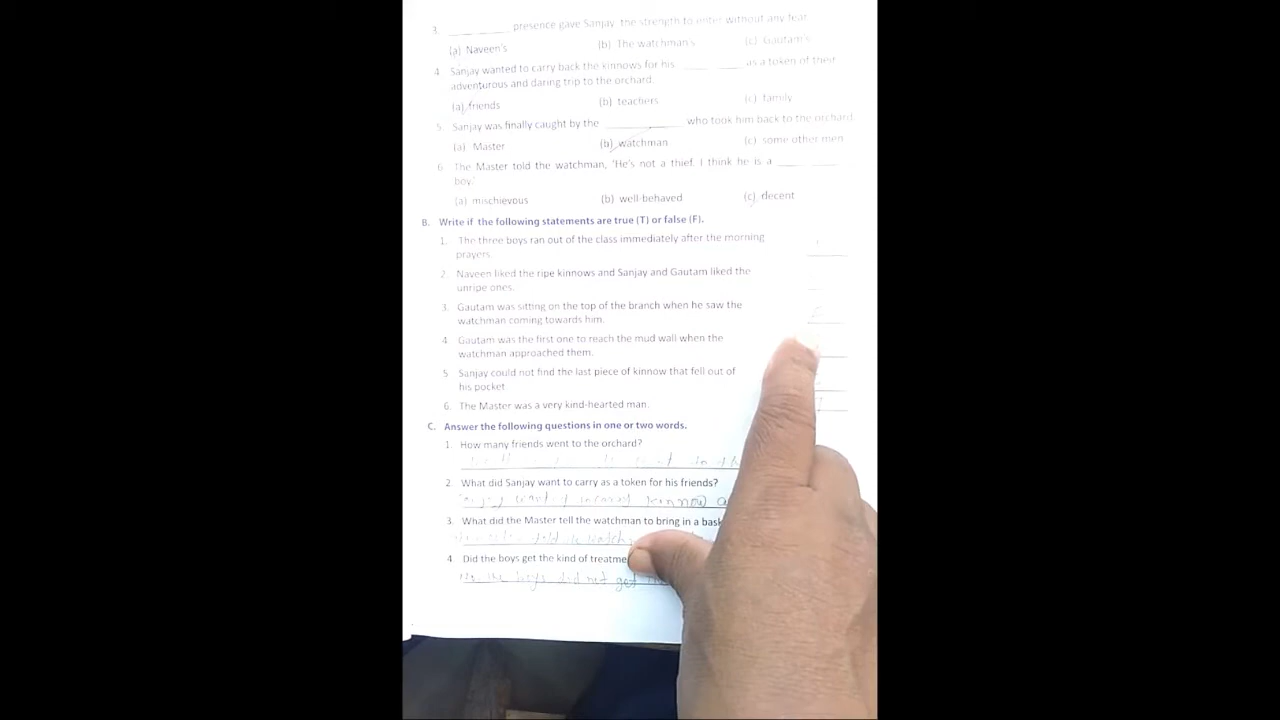 3. ________ presence gave Sanjay the strength to enter without any fear.
(a) Naveen's (b) The watchman's (c) Gautam's
4. Sanjay wanted to carry back the kinnows for his ________ as a token of their
adventurous and daring trip to the orchard.
(a) friends (b) teachers (c) family
5. Sanjay was finally caught by the ________ who took him back to the orchard.
(a) Master (b) watchman (c) some other men
6. The Master told the watchman, 'He's not a thief. I think he is a ________
boy.'
(a) mischievous (b) well-behaved (c) decent
B. Write if the following statements are true (T) or false (F).
1. The three boys ran out of the class immediately after the morning
prayers.
2. Naveen liked the ripe kinnows and Sanjay and Gautam liked the
unripe ones.
3. Gautam was sitting on the top of the branch when he saw the
watchman coming towards him.
4. Gautam was the first one to reach the mud wall when the
watchman approached them.
5. Sanjay could not find the last piece of kinnow that fell out of
his pocket.
6. The Master was a very kind-hearted man.
C. Answer the following questions in one or two words.
1. How many friends went to the orchard?
2. What did Sanjay want to carry as a token for his friends?
kinnow
3. What did the Master tell the watchman to bring in a
told
4. Did the boys get the kind of
the boys did not get